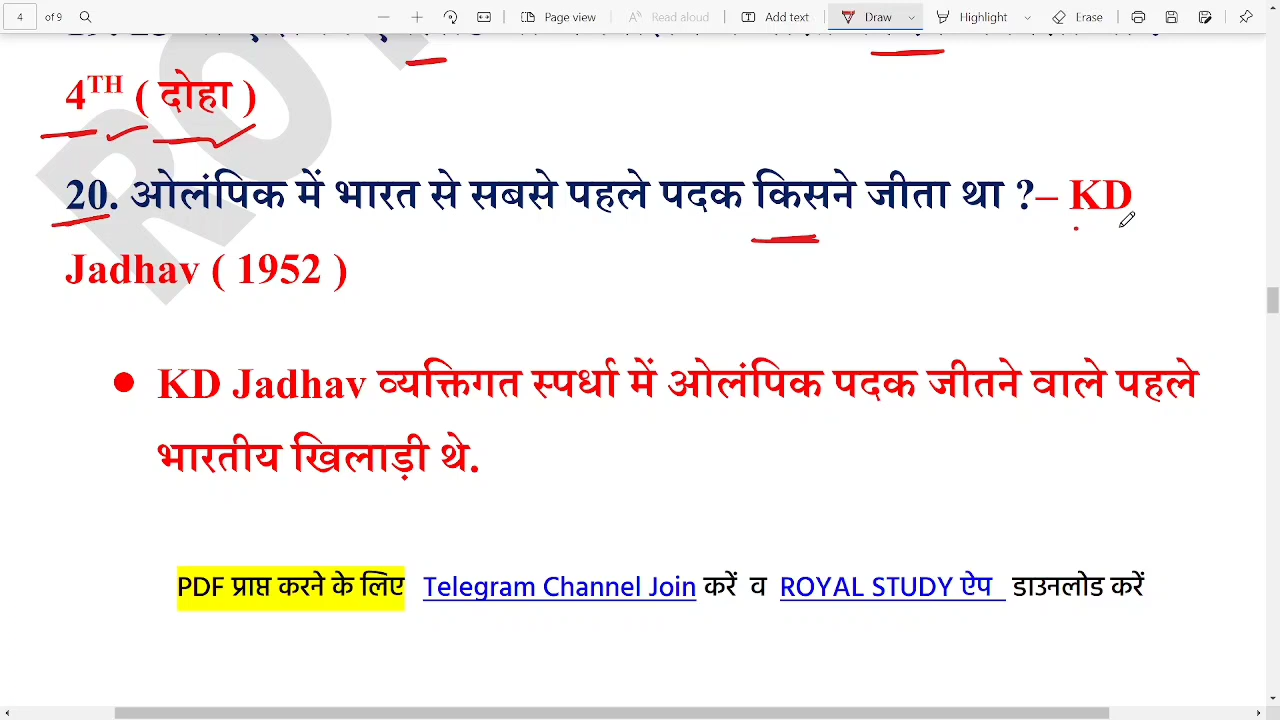 4 of 9 Page view Read aloud Add text Draw Highlight Erase
4TH ( दोहा )
20. ओलंपिक में भारत से सबसे पहले पदक किसने जीता था ?– KD
Jadhav ( 1952 )
• KD Jadhav व्यक्तिगत स्पर्धा में ओलंपिक पदक जीतने वाले पहले
भारतीय खिलाड़ी थे.
PDF प्राप्त करने के लिए Telegram Channel Join करें व ROYAL STUDY ऐप डाउनलोड करें